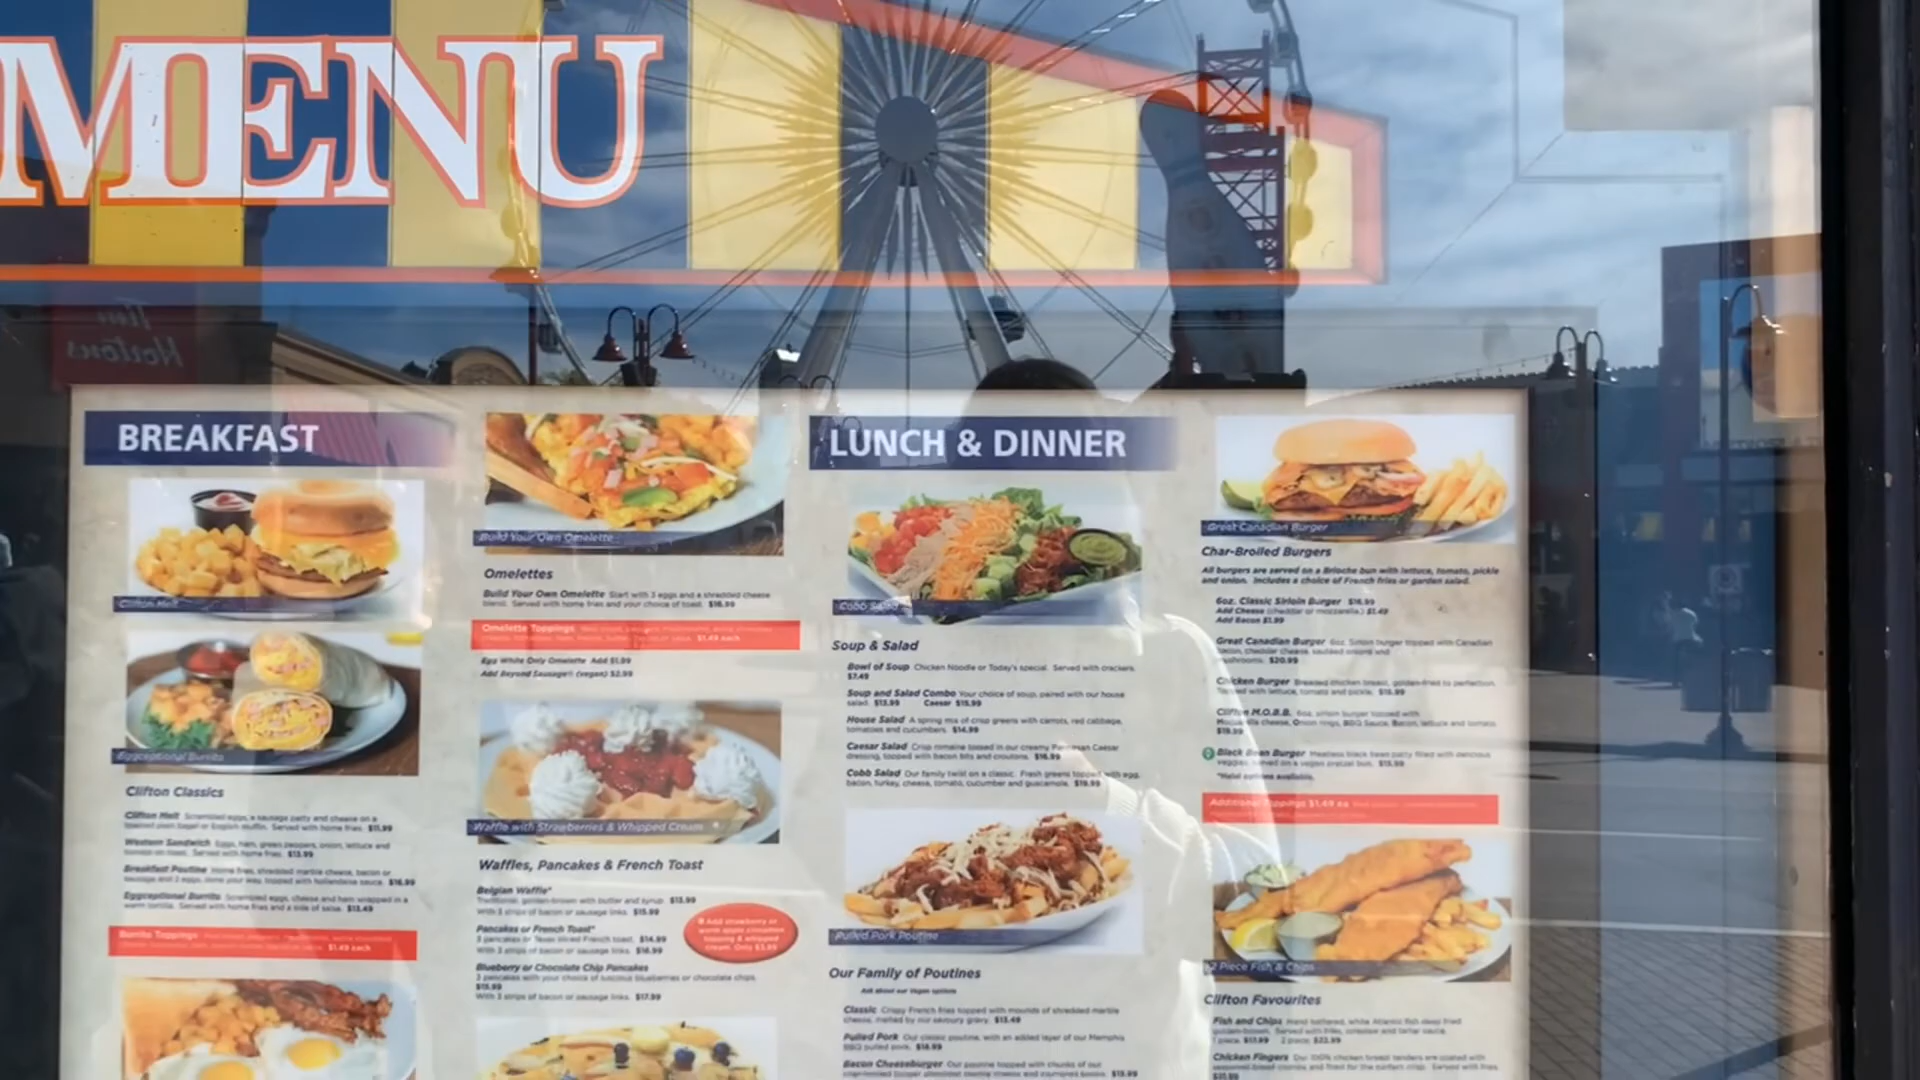 MENU
Tim
Hortons
BREAKFAST
Clifton Melt
Eggceptional Burrito
Clifton Classics
Clifton Melt Scrambled eggs, a sausage patty and cheese on a
toasted plain bagel or English muffin. Served with home fries. $11.99
Western Sandwich Eggs, ham, green peppers, onion, lettuce and
tomato on toast. Served with home fries. $13.99
Breakfast Poutine Home fries, shredded marble cheese, bacon or
sausage and 2 eggs, done your way, topped with hollandaise sauce. $16.99
Eggceptional Burrito Scrambled eggs, cheese and ham wrapped in a
warm tortilla. Served with home fries and a side of salsa. $13.49
Burrito Toppings $1.49 each
Build Your Own Omelette
Omelettes
Build Your Own Omelette Start with 3 eggs and a shredded cheese
blend. Served with home fries and your choice of toast. $16.99
Omelette Toppings
$1.49 each
Egg White Only Omelette Add $1.99
Add Beyond Sausage® (vegan) $2.99
Waffle with Strawberries & Whipped Cream
Waffles, Pancakes & French Toast
Belgian Waffle*
Traditional, golden-brown with butter and syrup. $13.99
With 3 strips of bacon or sausage links. $15.99
Pancakes or French Toast*
3 pancakes or Texas sliced French toast. $14.99
With 3 strips of bacon or sausage links. $16.99
Add strawberry or
warm apple cinnamon
topping & whipped
cream. Only $3.99
Blueberry or Chocolate Chip Pancakes
3 pancakes with your choice of luscious blueberries or chocolate chips.
$15.99
With 3 strips of bacon or sausage links. $17.99
LUNCH & DINNER
Cobb Salad
Soup & Salad
Bowl of Soup Chicken Noodle or Today's special. Served with crackers.
$7.49
Soup and Salad Combo Your choice of soup, paired with our house
salad. $13.99 Caesar $15.99
House Salad A spring mix of crisp greens with carrots, red cabbage,
tomatoes and cucumbers. $14.99
Caesar Salad Crisp romaine tossed in our creamy Parmesan Caesar
dressing, topped with bacon bits and croutons. $16.99
Cobb Salad Our family twist on a classic. Fresh greens topped with egg,
bacon, turkey, cheese, tomato, cucumber and guacamole. $19.99
Pulled Pork Poutine
Our Family of Poutines
Ask about our Vegan options
Classic Crispy French fries topped with mounds of shredded marble
cheese, melted by our savoury gravy. $13.49
Pulled Pork Our classic poutine, with an added layer of our Memphis
BBQ pulled pork. $18.99
Bacon Cheeseburger Our poutine topped with chunks of our
Great Canadian Burger
Char-Broiled Burgers
All burgers are served on a Brioche bun with lettuce, tomato, pickle
and onion. Includes a choice of French fries or garden salad.
6oz. Classic Sirloin Burger $16.99
Add Cheese (cheddar or mozzarella.) $1.49
Add Bacon $1.99
Great Canadian Burger 6oz. Sirloin burger topped with Canadian
bacon, cheddar cheese, sautéed onions and
mushrooms. $20.99
Chicken Burger Breaded chicken breast, golden-fried to perfection.
Topped with lettuce, tomato and pickle.
Clifton M.O.B.B. 6oz. sirloin burger topped with
Mozzarella cheese, Onion rings, BBQ Sauce, Bacon, lettuce and tomato.
$19.99
Black Bean Burger Meatless black bean patty filled with delicious
veggies, served on a vegan pretzel bun.
*Halal options available.
Additional Toppings $1.49 ea
2 Piece Fish & Chips
Clifton Favourites
Fish and Chips Hand battered, white Atlantic fish deep fried
golden-brown. Served with fries, coleslaw and tartar sauce.
1 piece. $17.99 2 piece. $22.99
Chicken Fingers Our 100% chicken breast tenders are coated with